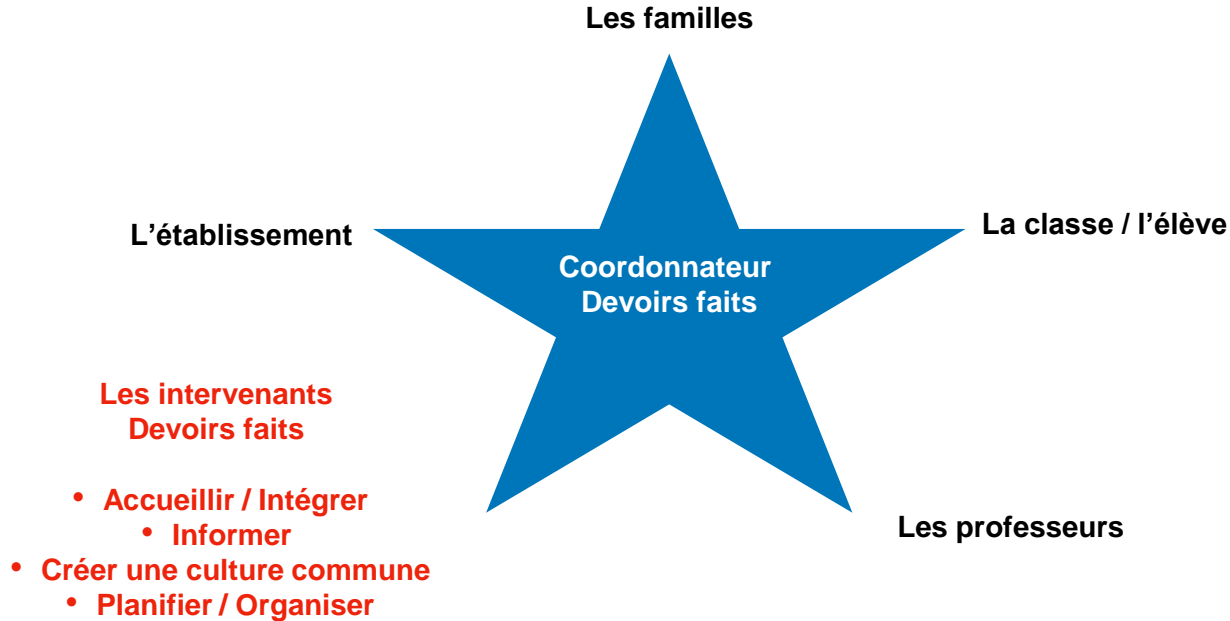 Les familles
L’établissement
La classe / l’élève
Coordonnateur
Devoirs faits
Les intervenants
Devoirs faits
• Accueillir / Intégrer
• Informer
• Créer une culture commune
• Planifier / Organiser
Les professeurs